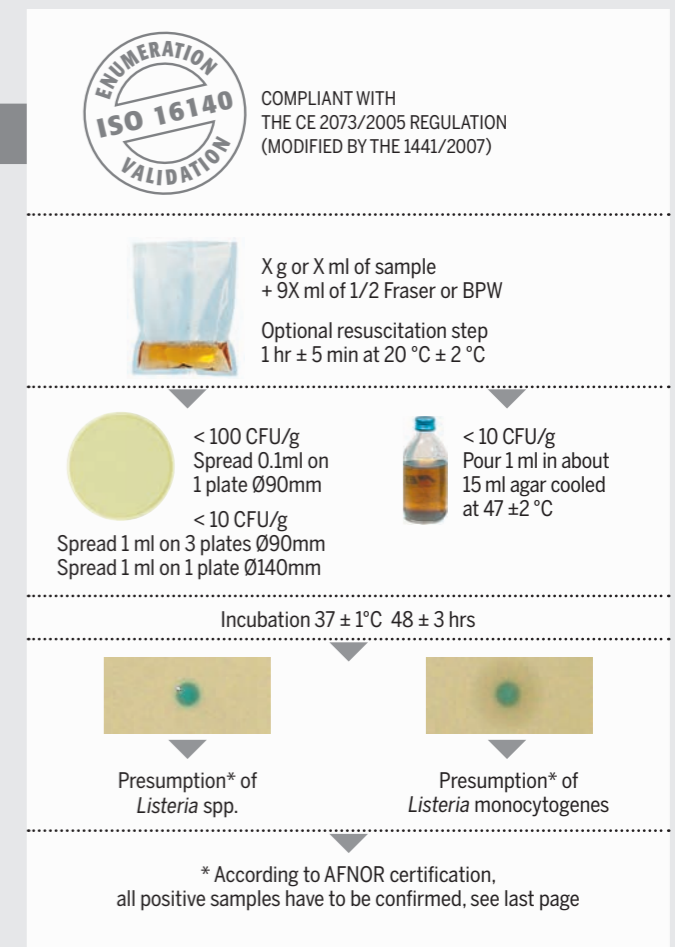 ENUMERATION
ISO 16140
VALIDATION
COMPLIANT WITH
THE CE 2073/2005 REGULATION
(MODIFIED BY THE 1441/2007)
X g or X ml of sample
+ 9X ml of 1/2 Fraser or BPW
Optional resuscitation step
1 hr ± 5 min at 20 °C ± 2 °C
< 100 CFU/g
Spread 0.1ml on
1 plate Ø90mm
< 10 CFU/g
Spread 1 ml on 3 plates Ø90mm
Spread 1 ml on 1 plate Ø140mm
< 10 CFU/g
Pour 1 ml in about
15 ml agar cooled
at 47 ±2 °C
Incubation 37 ± 1°C 48 ± 3 hrs
Presumption* of
Listeria spp.
Presumption* of
Listeria monocytogenes
* According to AFNOR certification,
all positive samples have to be confirmed, see last page